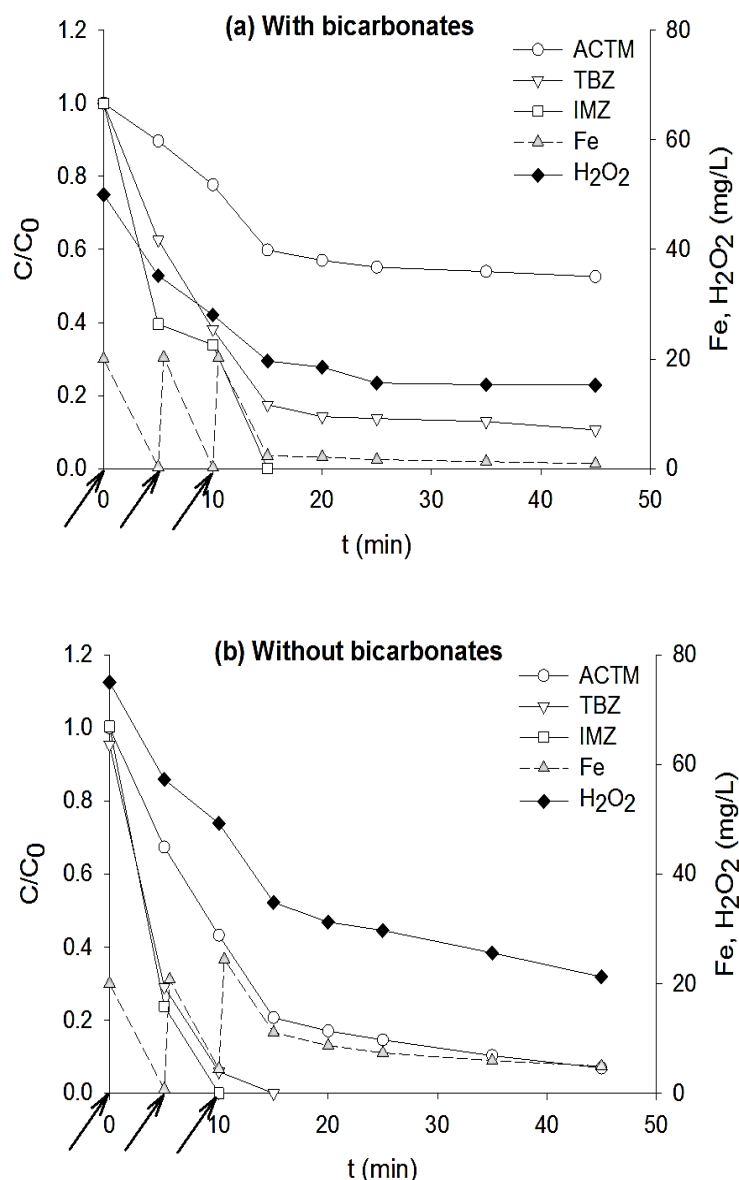 (a) With bicarbonates
ACTM
TBZ
IMZ
Fe
H2O2
1.2
1.0
0.8
0.6
0.4
0.2
0.0
C/C0
80
60
40
20
0
Fe, H2O2 (mg/L)
0 10 20 30 40 50
t (min)
(b) Without bicarbonates
ACTM
TBZ
IMZ
Fe
H2O2
1.2
1.0
0.8
0.6
0.4
0.2
0.0
C/C0
80
60
40
20
0
Fe, H2O2 (mg/L)
0 10 20 30 40 50
t (min)